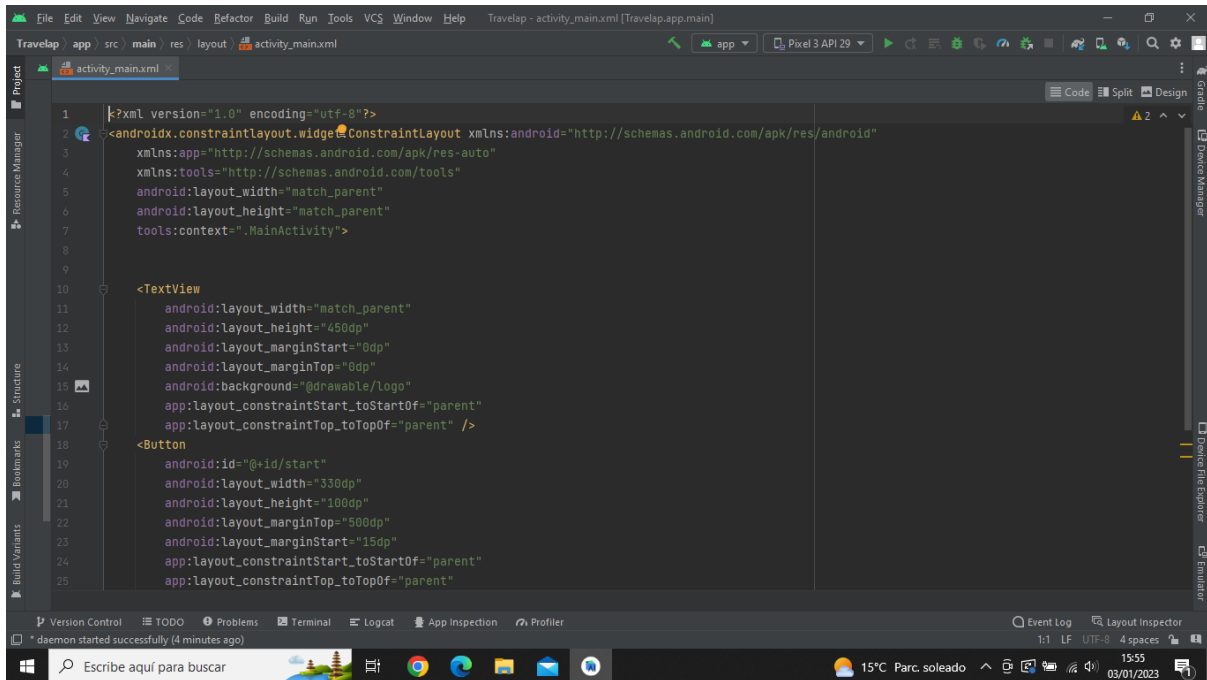 File Edit View Navigate Code Refactor Build Run Tools VCS Window Help Travelap - activity_main.xml [Travelap.app.main]
Travelap app src main res layout activity_main.xml app Pixel 3 API 29
activity_main.xml
Code Split Design
1 <?xml version="1.0" encoding="utf-8"?> 2
2 <androidx.constraintlayout.widget.ConstraintLayout xmlns:android="http://schemas.android.com/apk/res/android"
3 xmlns:app="http://schemas.android.com/apk/res-auto"
4 xmlns:tools="http://schemas.android.com/tools"
5 android:layout_width="match_parent"
6 android:layout_height="match_parent"
7 tools:context=".MainActivity">
8
9
10 <TextView
11 android:layout_width="match_parent"
12 android:layout_height="450dp"
13 android:layout_marginStart="0dp"
14 android:layout_marginTop="0dp"
15 android:background="@drawable/logo"
16 app:layout_constraintStart_toStartOf="parent"
17 app:layout_constraintTop_toTopOf="parent" />
18 <Button
19 android:id="@+id/start"
20 android:layout_width="330dp"
21 android:layout_height="100dp"
22 android:layout_marginTop="500dp"
23 android:layout_marginStart="15dp"
24 app:layout_constraintStart_toStartOf="parent"
25 app:layout_constraintTop_toTopOf="parent"
Project
Resource Manager
Structure
Bookmarks
Build Variants
Gradle
Device Manager
Device File Explorer
Emulator
Version Control TODO Problems Terminal Logcat App Inspection Profiler Event Log Layout Inspector
* daemon started successfully (4 minutes ago) 1:1 LF UTF-8 4 spaces
Escribe aquí para buscar 15°C Parc. soleado 15:55
03/01/2023
1